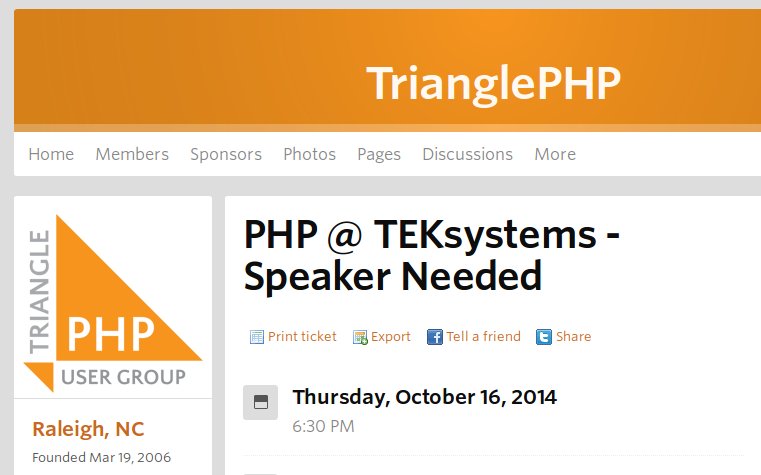 TrianglePHP
Home Members Sponsors Photos Pages Discussions More
TRIANGLE
PHP
USER GROUP
Raleigh, NC
Founded Mar 19, 2006
PHP @ TEKsystems -
Speaker Needed
Print ticket Export Tell a friend Share
Thursday, October 16, 2014
6:30 PM